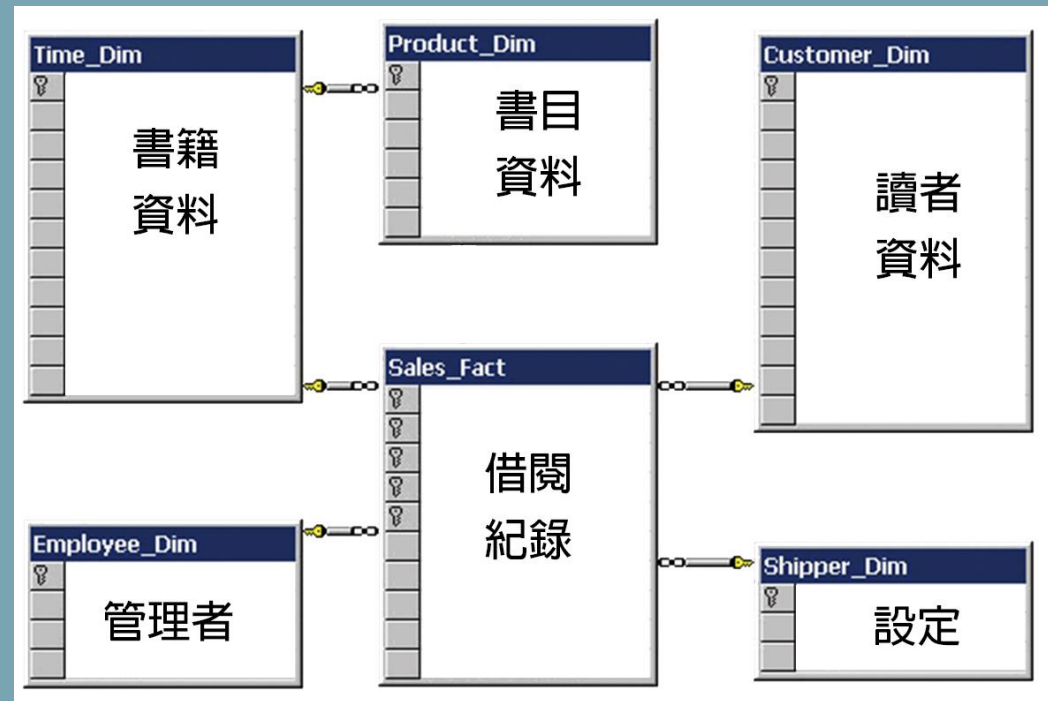 Time_Dim
書籍
資料
Product_Dim
書目
資料
Customer_Dim
讀者
資料
Sales_Fact
借閱
紀錄
Employee_Dim
管理者
Shipper_Dim
設定